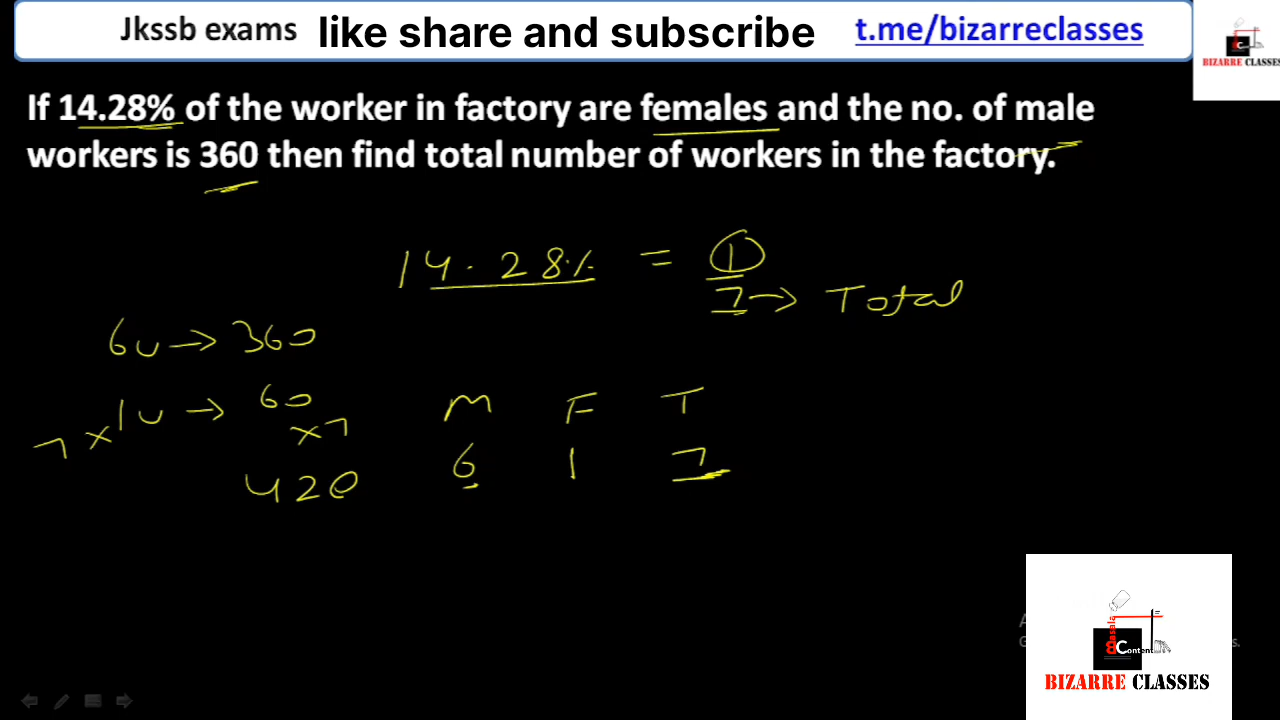 Jkssb exams like share and subscribe t.me/bizarreclasses
BIZARRE CLASSES
If 14.28% of the worker in factory are females and the no. of male
workers is 360 then find total number of workers in the factory.
14.28% = 1
7 → Total
6u → 360
7 × 1u → 60
×7
420
M F T
6 1 7
Masala
8Content
BIZARRE CLASSES